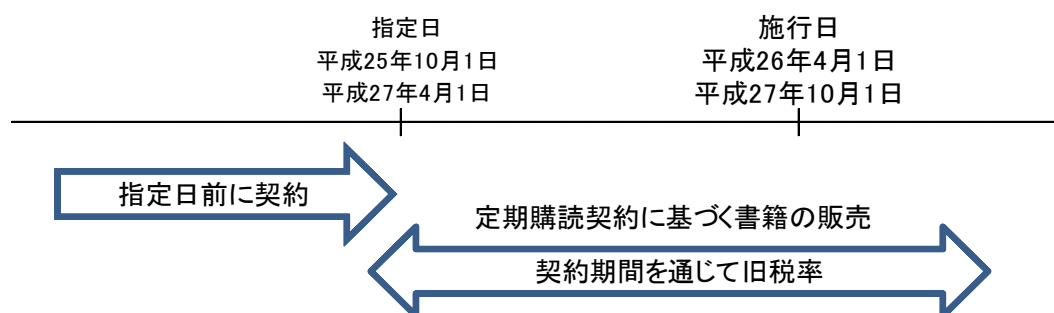 指定日
平成25年10月1日
平成27年4月1日
施行日
平成26年4月1日
平成27年10月1日
指定日前に契約
定期購読契約に基づく書籍の販売
契約期間を通じて旧税率